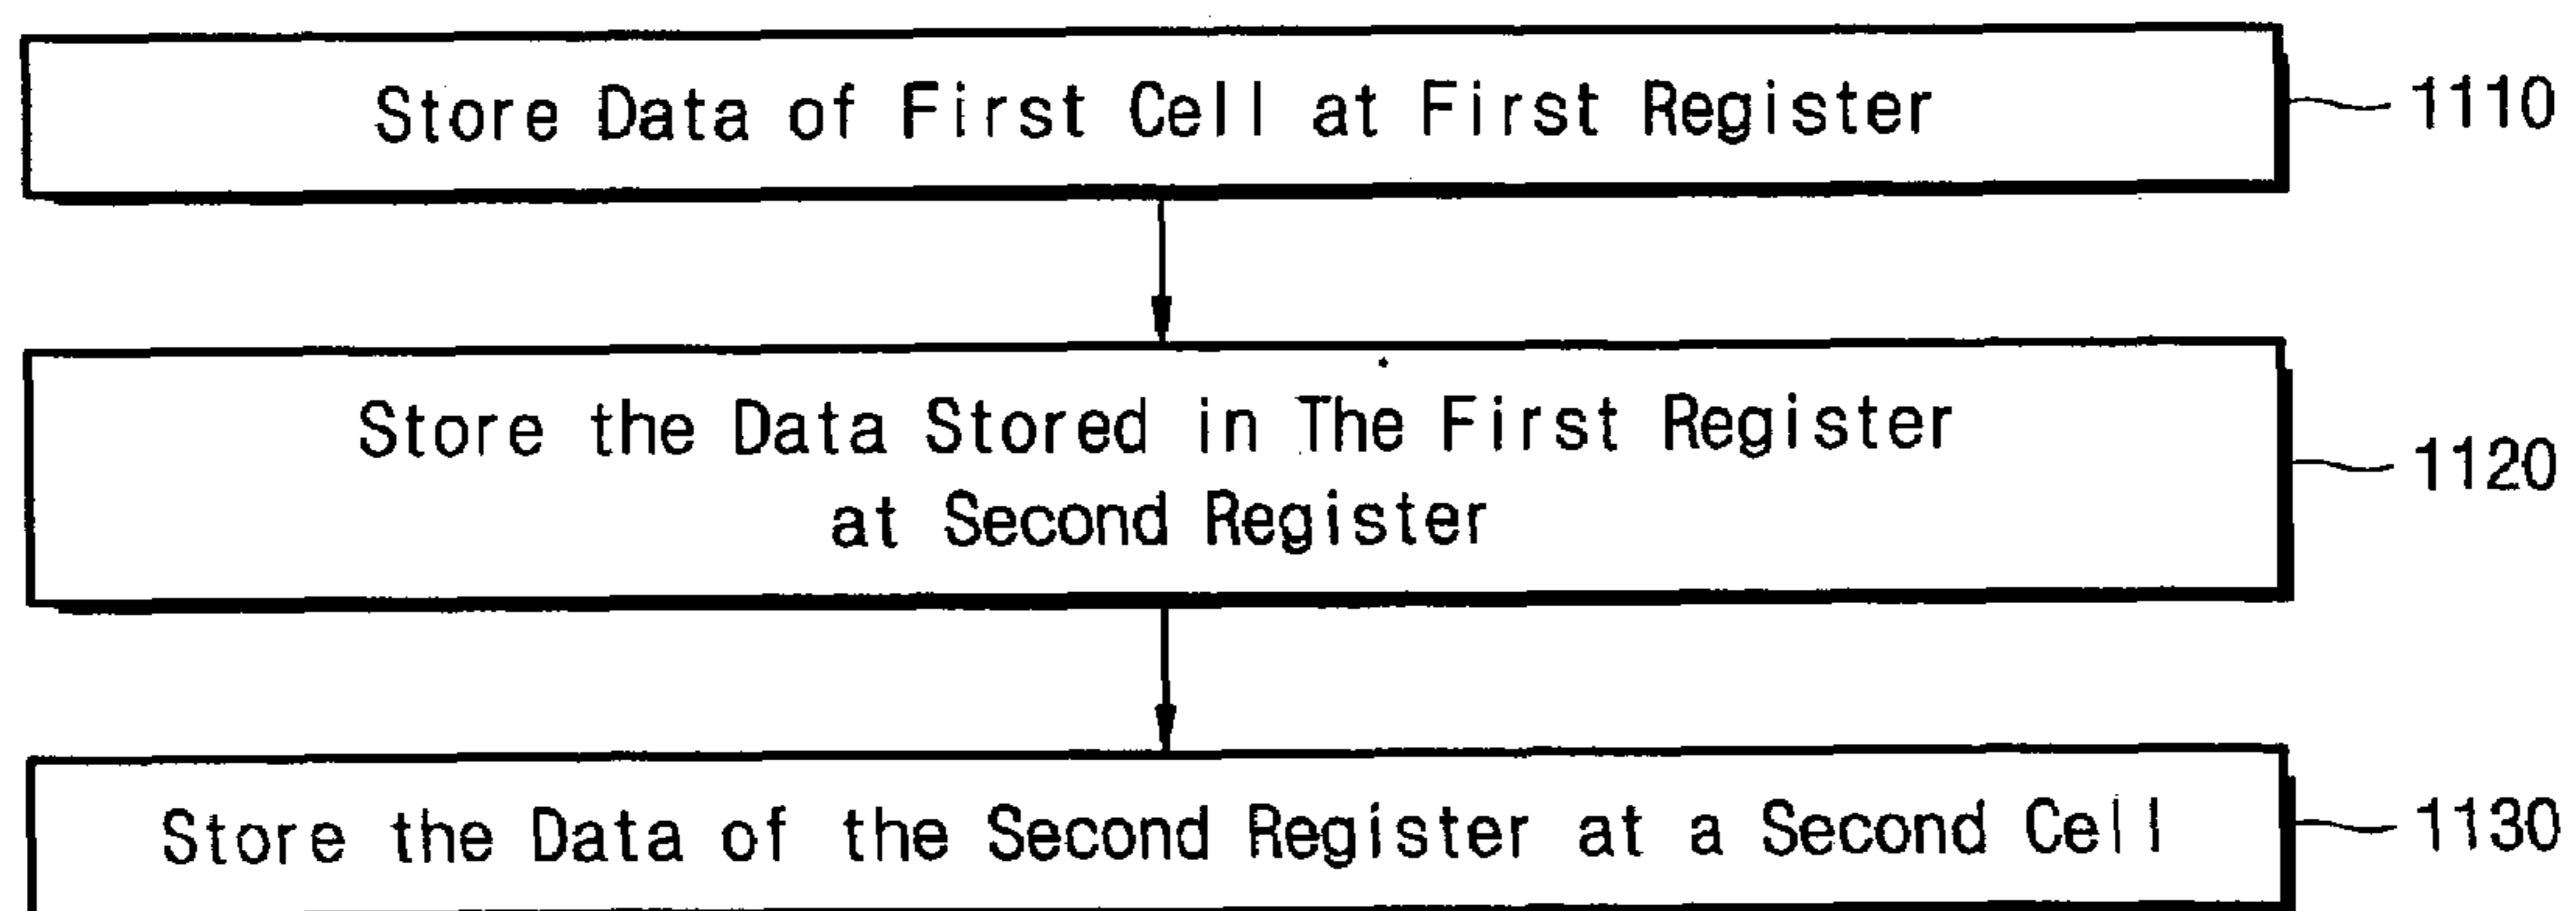 Store Data of First Cell at First Register
1110
Store the Data Stored in The First Register
at Second Register
1120
Store the Data of the Second Register at a Second Cell
1130